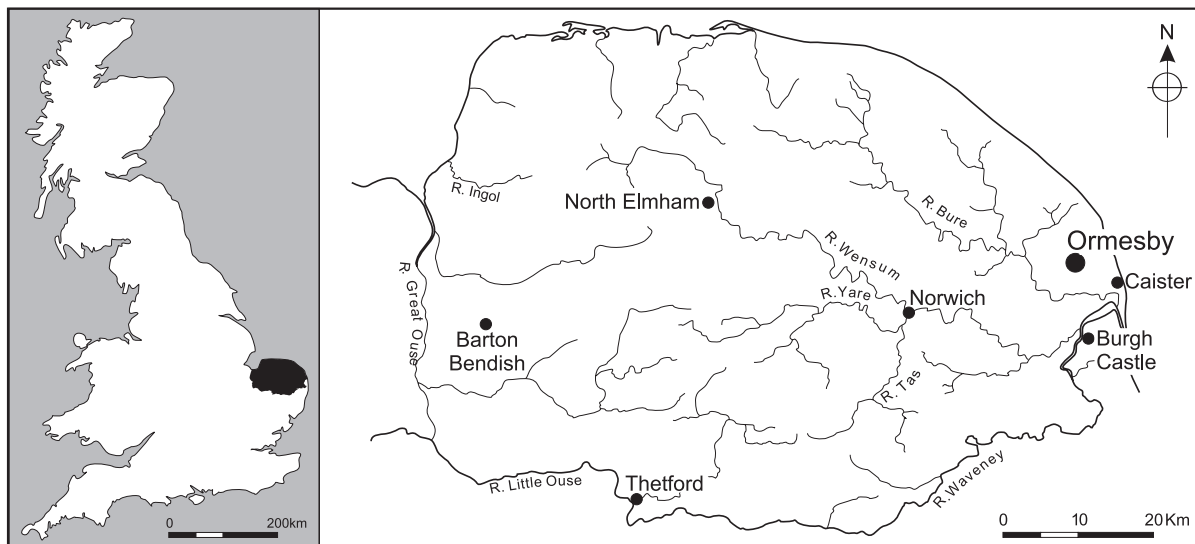 0
200km
N
R. Ingol
North Elmham
R. Bure
R. Wensum
Ormesby
Caister
R. Great Ouse
R. Yare
Norwich
Barton
Bendish
Burgh
Castle
R. Tas
R. Little Ouse
Thetford
R. Waveney
0
10
20Km